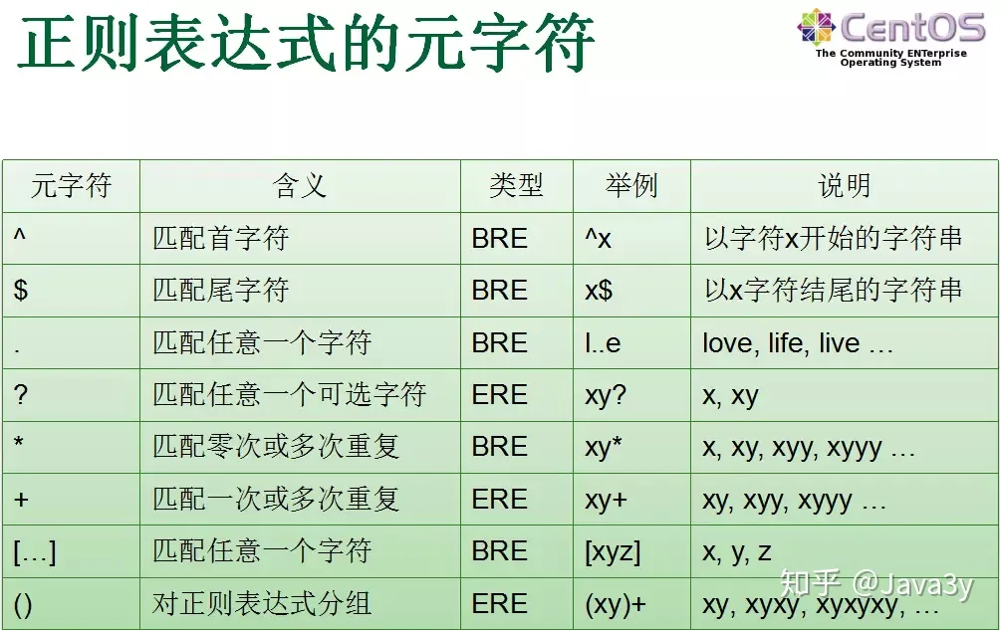 正则表达式的元字符
CentOS
The Community ENTerprise
Operating System
元字符 含义 类型 举例 说明
^ 匹配首字符 BRE ^x 以字符x开始的字符串
$ 匹配尾字符 BRE x$ 以x字符结尾的字符串
. 匹配任意一个字符 BRE l..e love, life, live …
? 匹配任意一个可选字符 ERE xy? x, xy
* 匹配零次或多次重复 BRE xy* x, xy, xyy, xyyy …
+ 匹配一次或多次重复 ERE xy+ xy, xyy, xyyy …
[…] 匹配任意一个字符 BRE [xyz] x, y, z
() 对正则表达式分组 ERE (xy)+ xy, xyxy, xyxyxy, …
知乎 @Java3y